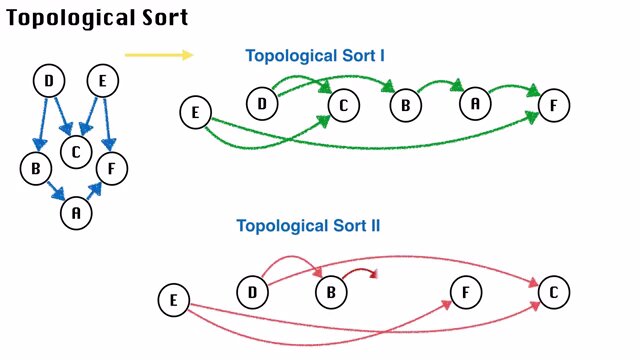 Topological Sort
Topological Sort I
D E
E D C B A F
B C F
A
Topological Sort II
E D B F C